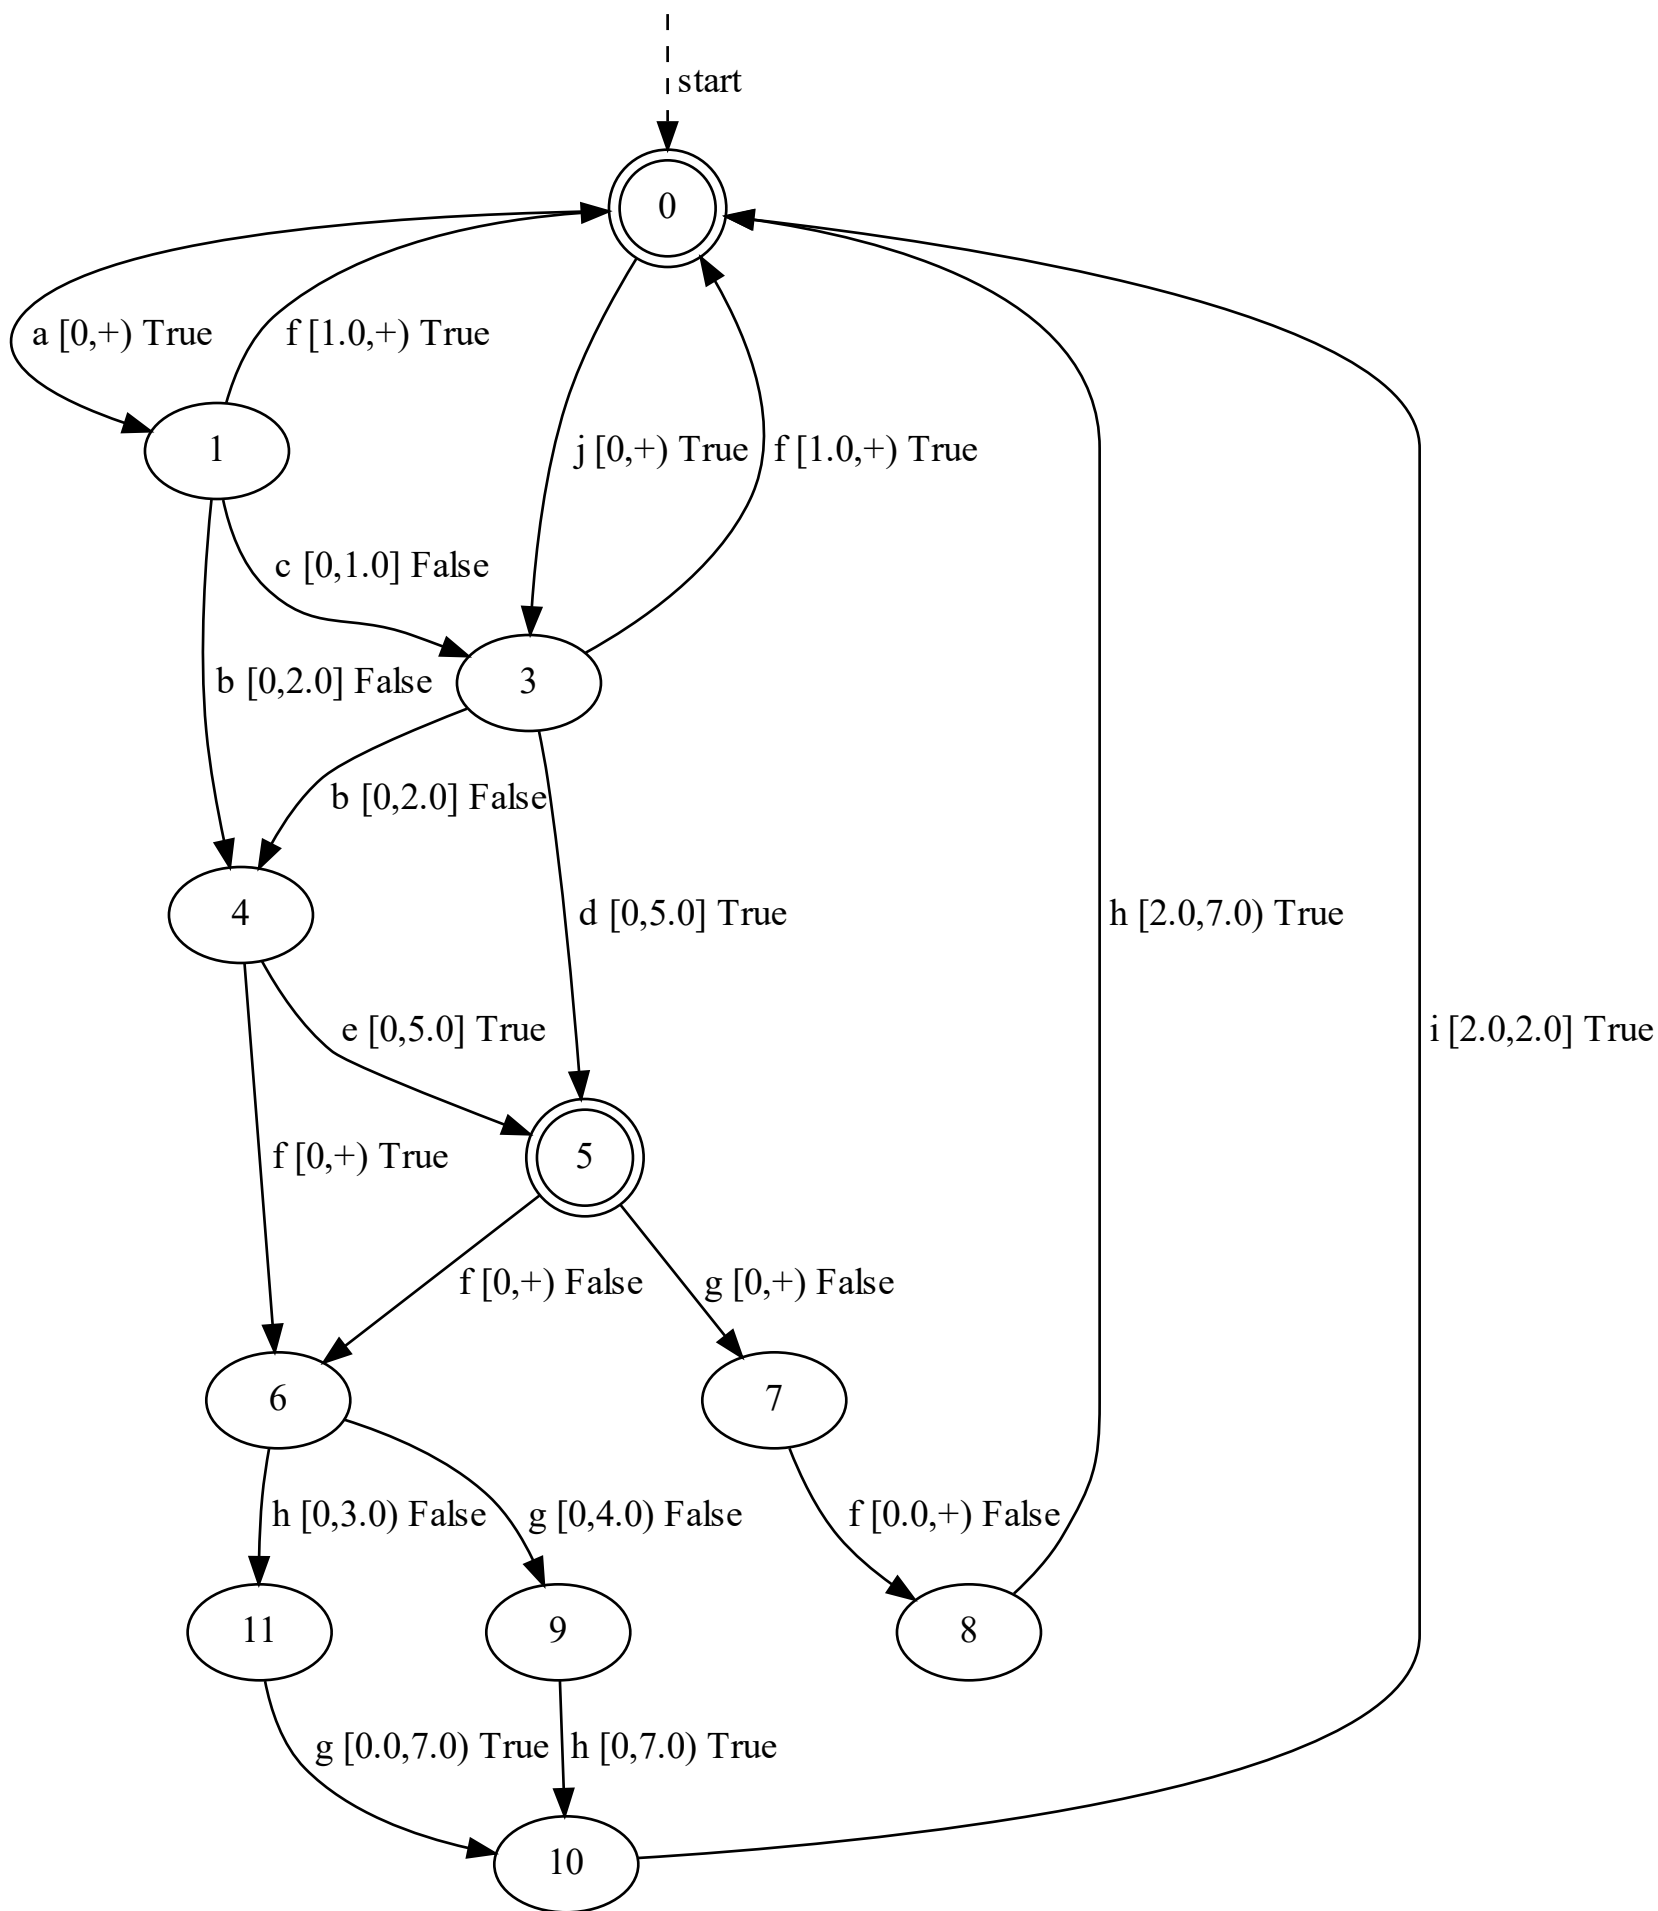 start
0
a [0,+) True
f [1.0,+) True
1
j [0,+) True
f [1.0,+) True
c [0,1.0] False
b [0,2.0] False
3
b [0,2.0] False
4
d [0,5.0] True
h [2.0,7.0) True
e [0,5.0] True
i [2.0,2.0] True
f [0,+) True
5
f [0,+) False
g [0,+) False
6
7
h [0,3.0) False
g [0,4.0) False
f [0.0,+) False
11
9
8
g [0.0,7.0) True
h [0,7.0) True
10